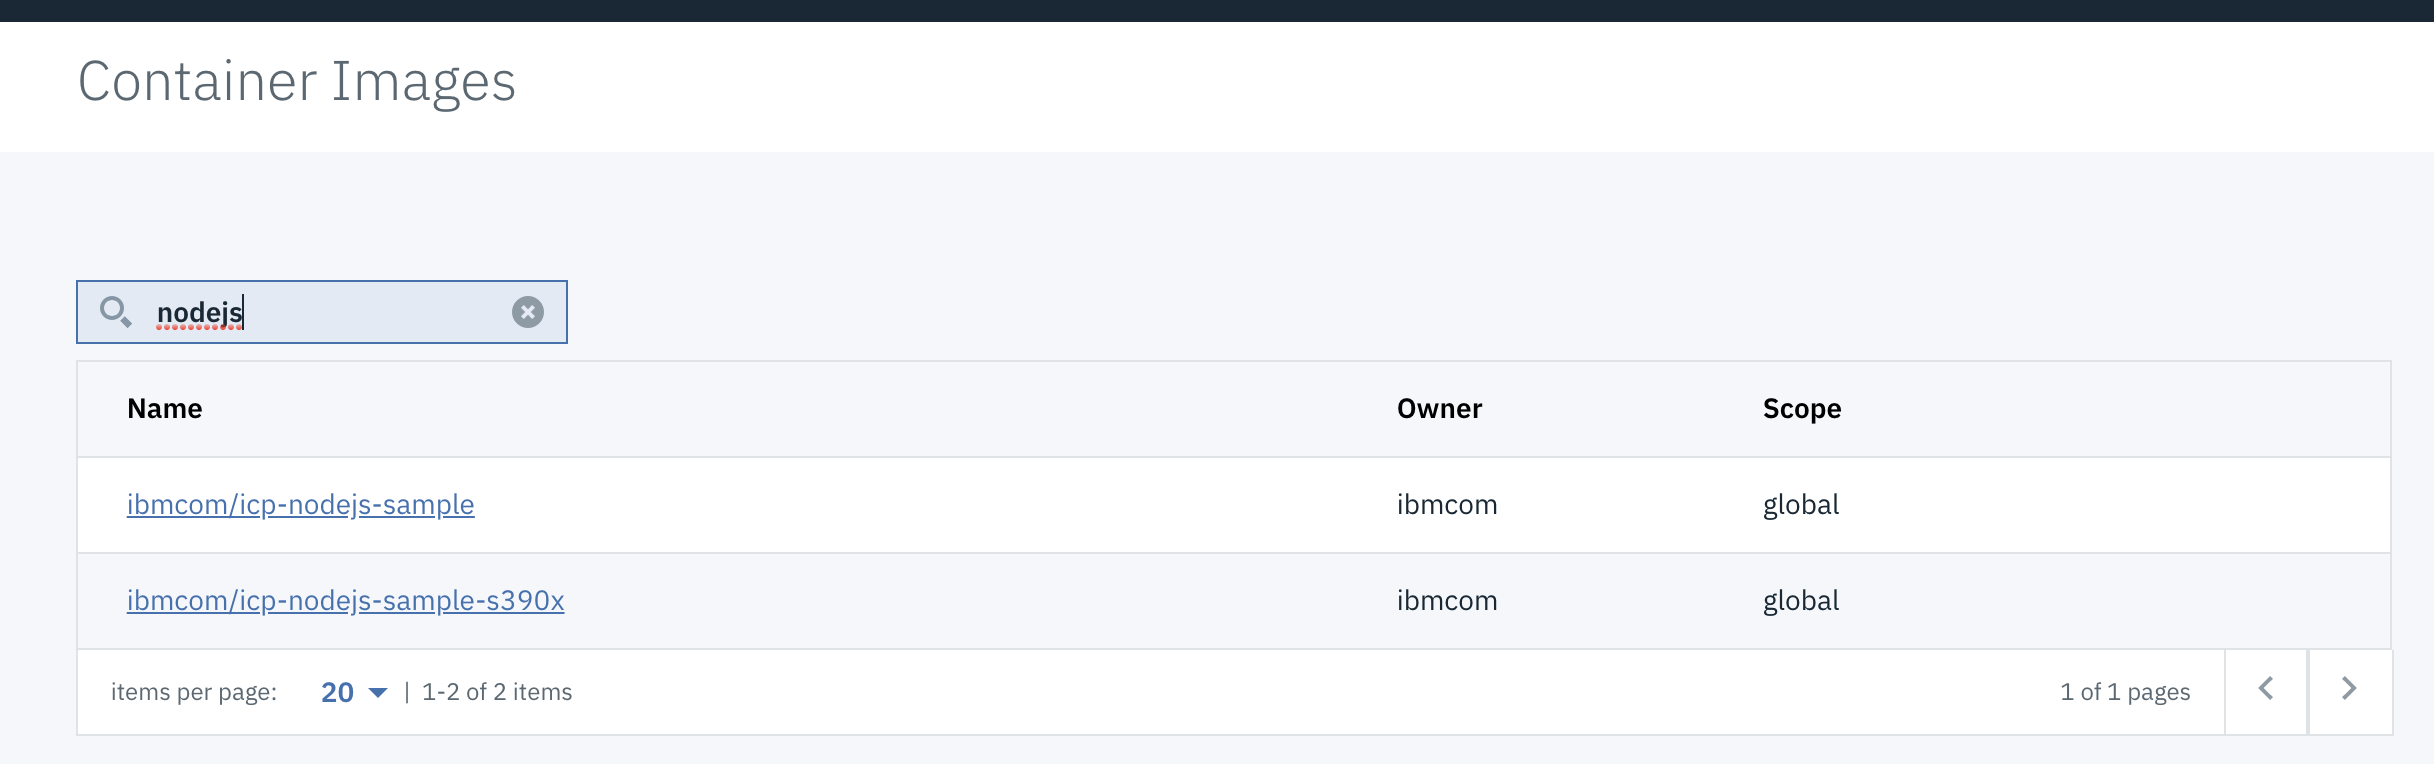 Container Images
nodejs
Name Owner Scope
ibmcom/icp-nodejs-sample ibmcom global
ibmcom/icp-nodejs-sample-s390x ibmcom global
items per page: 20 | 1-2 of 2 items 1 of 1 pages